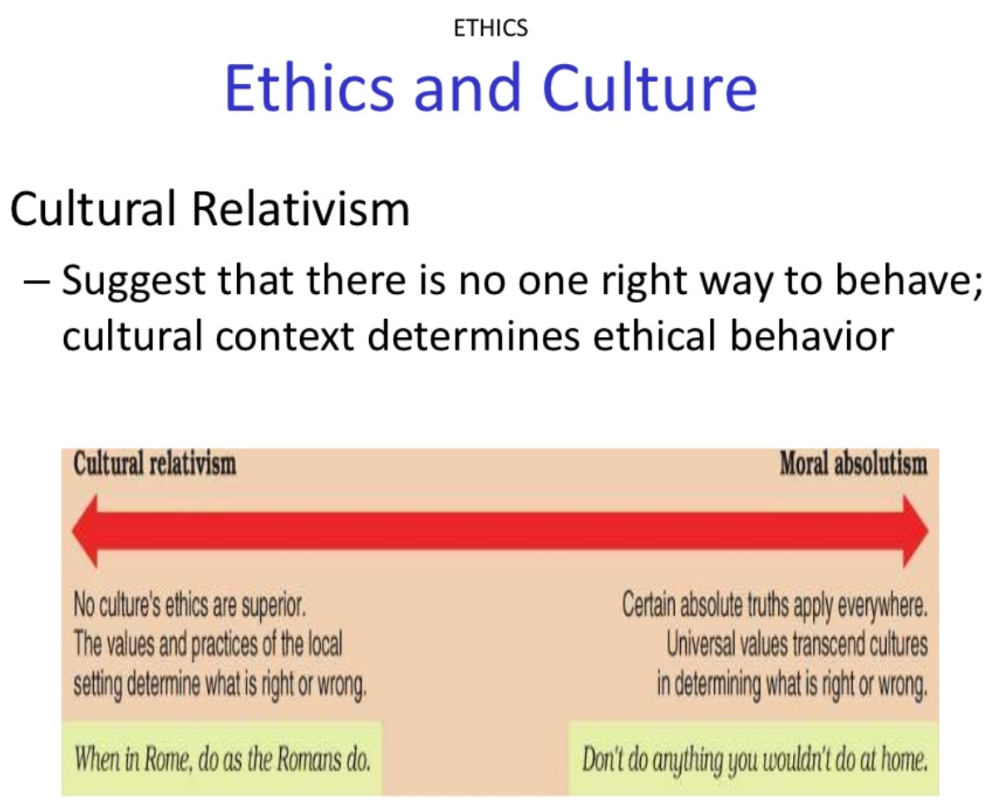 ETHICS
Ethics and Culture
Cultural Relativism
– Suggest that there is no one right way to behave;
cultural context determines ethical behavior
Cultural relativism
Moral absolutism
No culture's ethics are superior.
The values and practices of the local
setting determine what is right or wrong.
Certain absolute truths apply everywhere.
Universal values transcend cultures
in determining what is right or wrong.
When in Rome, do as the Romans do.
Don't do anything you wouldn't do at home.